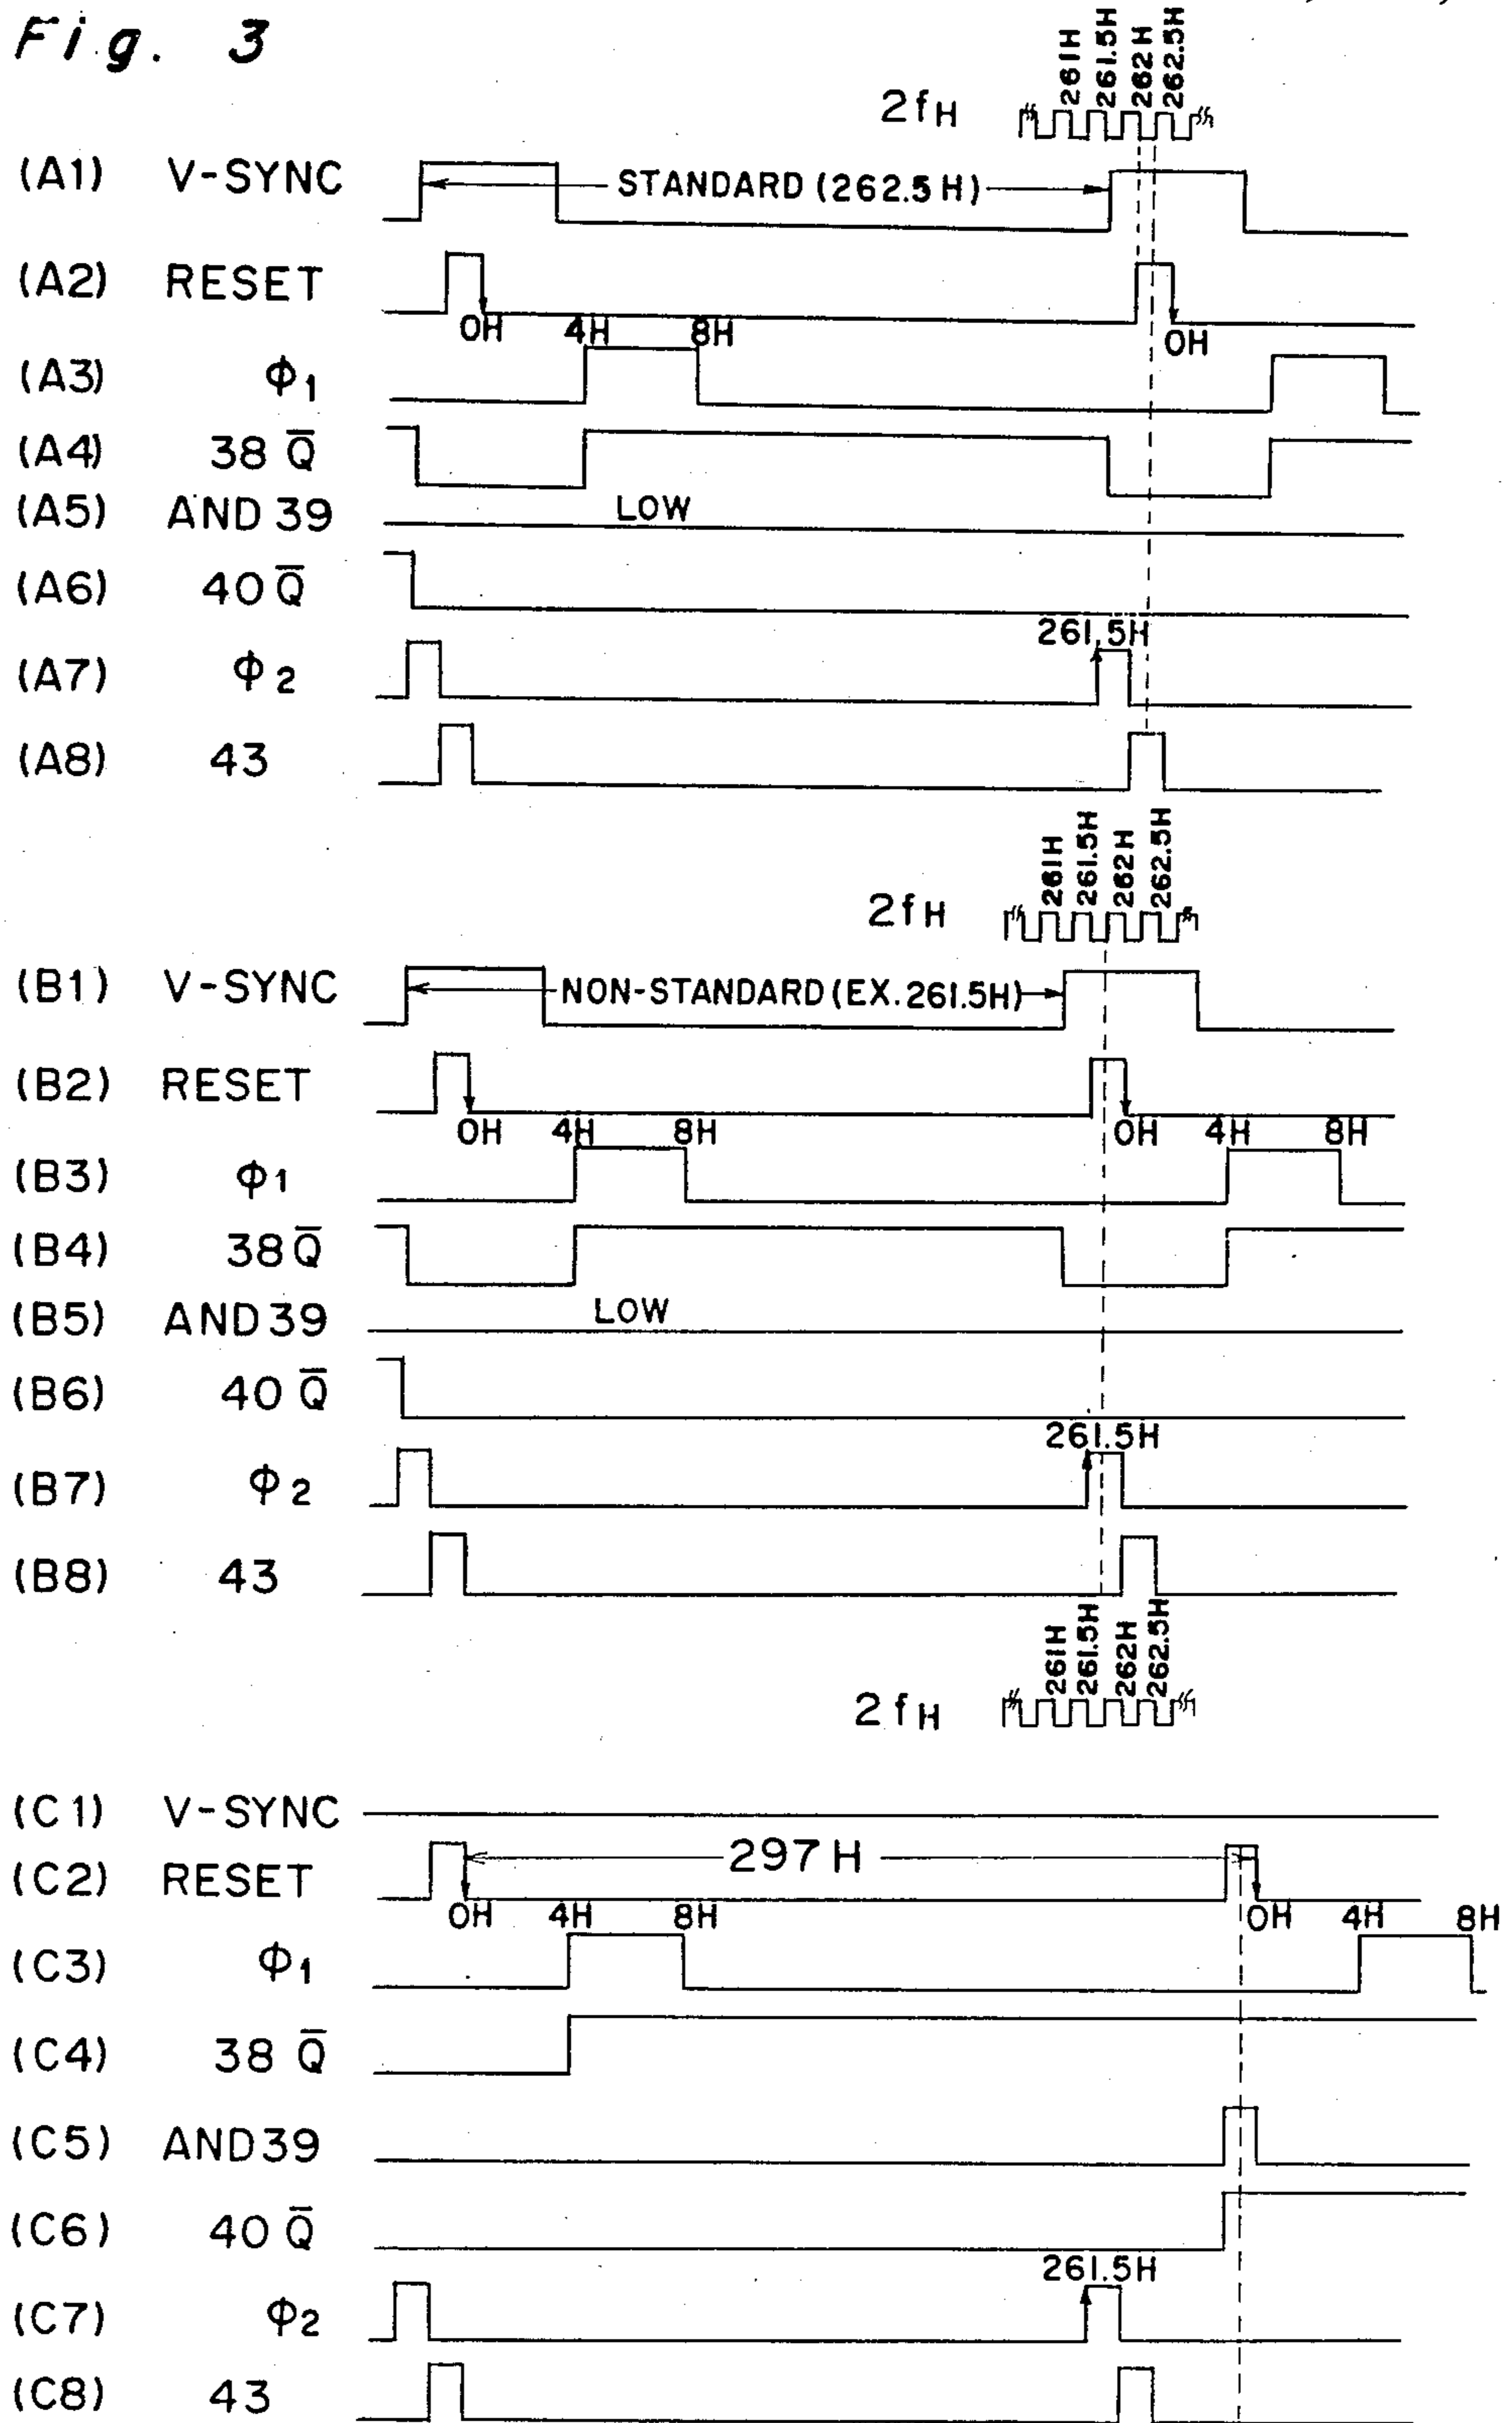 Fig. 3
261H 261.5H 262H 262.5H
2fH
(A1) V-SYNC STANDARD (262.5H)
(A2) RESET
0H 4H 8H 0H
(A3) Φ1
(A4) 38 Q̅
(A5) AND 39 LOW
(A6) 40 Q̅
261.5H
(A7) Φ2
(A8) 43
261H 261.5H 262H 262.5H
2fH
(B1) V-SYNC NON-STANDARD (EX. 261.5H)
(B2) RESET
0H 4H 8H 0H 4H 8H
(B3) Φ1
(B4) 38 Q̅
(B5) AND 39 LOW
(B6) 40 Q̅
261.5H
(B7) Φ2
(B8) 43
261H 261.5H 262H 262.5H
2fH
(C1) V-SYNC
(C2) RESET 297H
0H 4H 8H 0H 4H 8H
(C3) Φ1
(C4) 38 Q̅
(C5) AND 39
(C6) 40 Q̅
261.5H
(C7) Φ2
(C8) 43